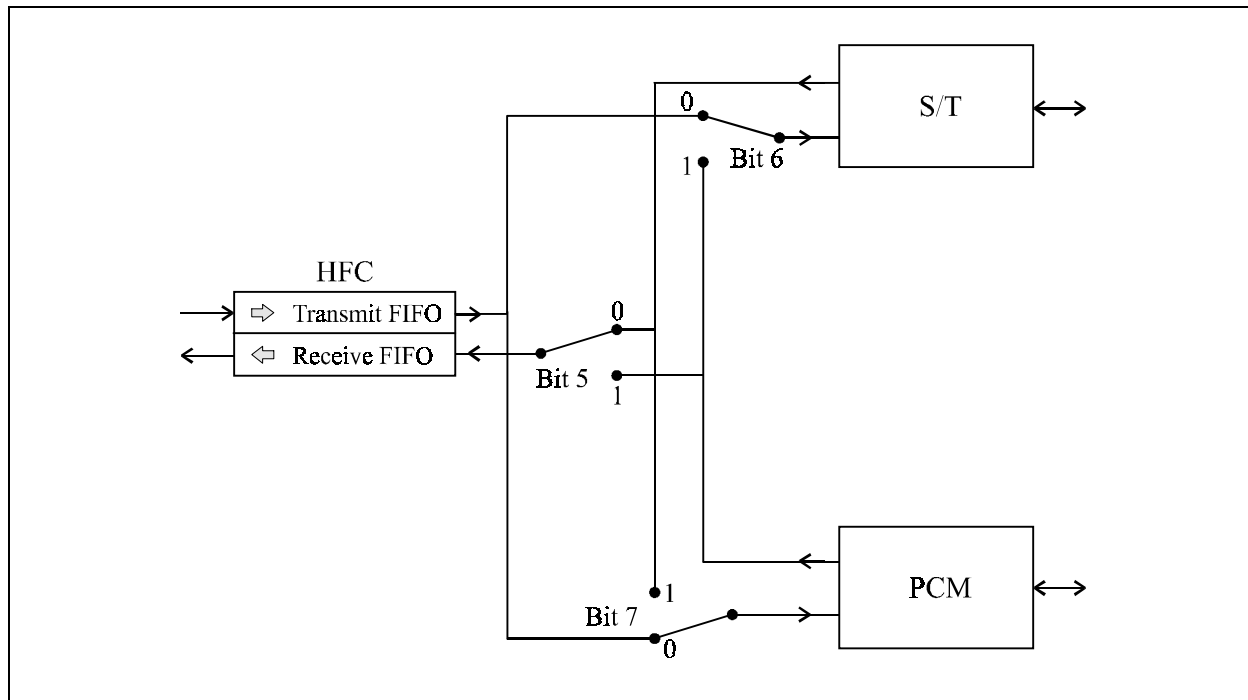 S/T
0
Bit 6
1
HFC
Transmit FIFO
Receive FIFO
0
Bit 5
1
PCM
1
Bit 7
0